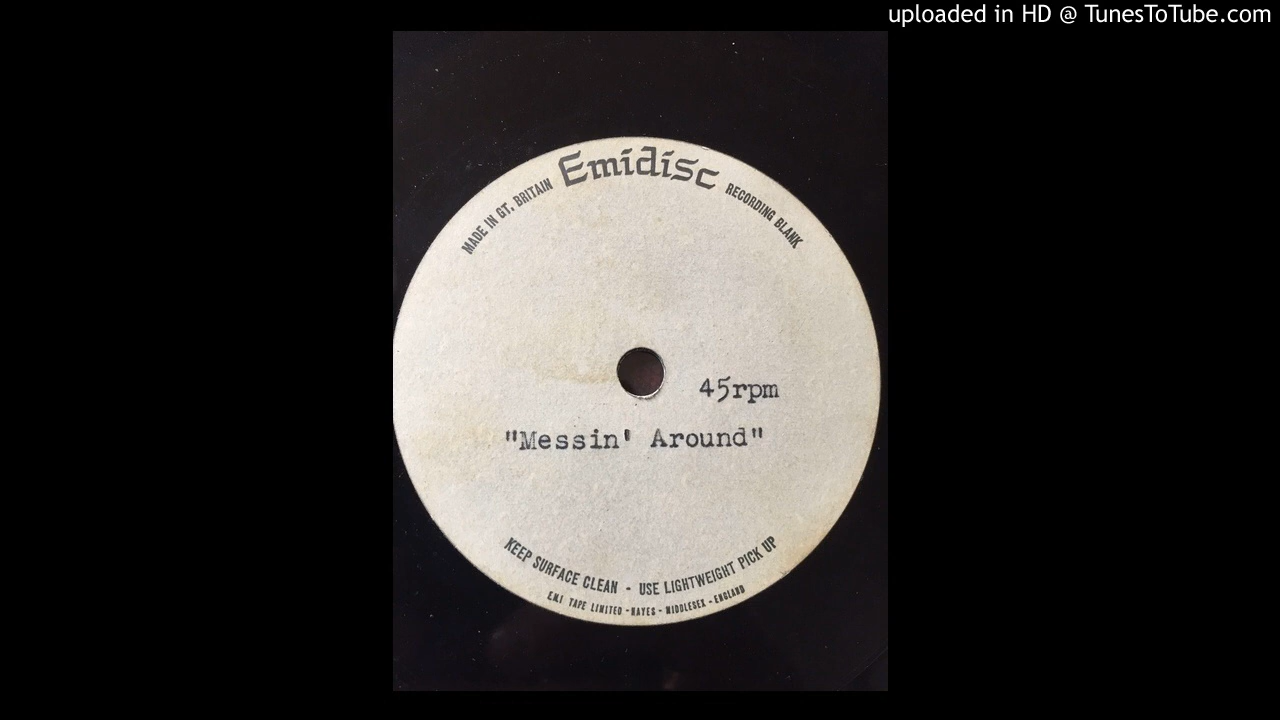 uploaded in HD @ TunesToTube.com
MADE IN GT. BRITAIN Emidisc RECORDING BLANK
45rpm
"Messin' Around"
KEEP SURFACE CLEAN - USE LIGHTWEIGHT PICK UP
E.M.I TAPE LIMITED - HAYES - MIDDLESEX - ENGLAND